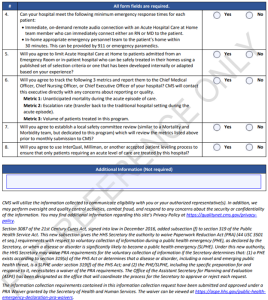 # All form fields are required.
4. Can your hospital meet the following minimum emergency response times for each patient: Yes No
• Immediate, on-demand remote audio connection with an Acute Hospital Care at Home team member who can immediately connect either an RN or MD to the patient.
• In-home appropriate emergency personnel team to the patient's home within 30 minutes. This can be provided by 911 or emergency paramedics.
5. Will you agree to limit Acute Hospital Care at Home to patients admitted from an Emergency Room or in patient hospital who can be safely treated in their homes using a published set of selection criteria or one that has been developed internally or adapted based on your experience? Yes No
6. Will you agree to track the following 3 metrics and report them to the Chief Medical Officer, Chief Nursing Officer, or Chief Executive Officer of your hospital? CMS will contact this executive directly with any concerns about reporting or quality. Yes No
Metric 1: Unanticipated mortality during the acute episode of care
Metric 2: Escalation rate (transfer back to the traditional hospital setting during the acute episode).
Metric 3: Volume of patients treated in this program.
7. Will you agree to establish a local safety committee review (similar to a Mortality and Morbidity team, but dedicated to this program) which will review the metrics listed above prior to monthly submission to CMS? Yes No
8. Will you agree to use InterQual, Milliman, or another accepted patient leveling process to ensure that only patients requiring an acute level of care are treated by this hospital? Yes No
Additional Information (Not required)
CMS will utilize the information collected to communicate eligibility with you or your authorized representative(s). In addition, we
may perform oversight and quality planned activities, combat fraud, and respond to any concerns about the security or confidentiality
of the information. You may find additional information regarding this site's Privacy Policy at https://qualitynet.cms.gov/privacy-
policy.
Section 3087 of the 21st Century Cures Act, signed into law in December 2016, added subsection (f) to section 319 of the Public
Health Service Act. This new subsection gives the HHS Secretary the authority to waive Paperwork Reduction Act (PRA) (44 USC 3501
et seq.) requirements with respect to voluntary collection of information during a public health emergency (PHE), as declared by the
Secretary, or when a disease or disorder is significantly likely to become a public health emergency (SLPHE). Under this new authority,
the HHS Secretary may waive PRA requirements for the voluntary collection of information if the Secretary determines that: (1) a PHE
exists according to section 319(a) of the PHS Act or determines that a disease or disorder, including a novel and emerging public
health threat, is a SLPHE under section 319(f) of the PHS Act; and (2) the PHE/SLPHE, including the specific preparation for and
response to it, necessitates a waiver of the PRA requirements. The Office of the Assistant Secretary for Planning and Evaluation
(ASPE) has been designated as the office that will coordinate the process for the Secretary to approve or reject each request.
The information collection requirements contained in this information collection request have been submitted and approved under a
PRA Waiver granted by the Secretary of Health and Human Services. The waiver can be viewed at https://aspe.hhs.gov/public-health-
emergency-declaration-pra-waivers.